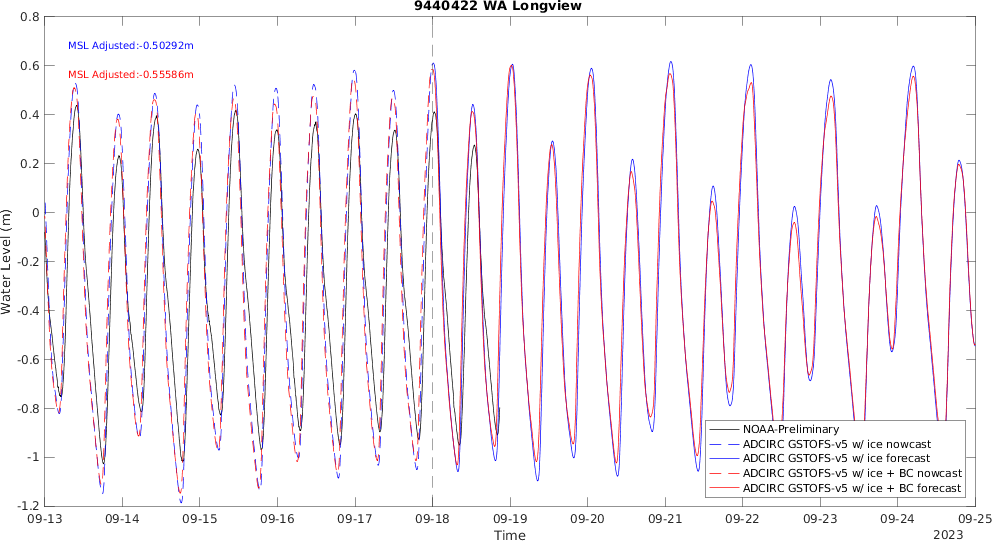 9440422 WA Longview
MSL Adjusted:-0.50292m
MSL Adjusted:-0.55586m
Water Level (m)
0.8
0.6
0.4
0.2
0
-0.2
-0.4
-0.6
-0.8
-1
-1.2
NOAA-Preliminary
ADCIRC GSTOFS-v5 w/ ice nowcast
ADCIRC GSTOFS-v5 w/ ice forecast
ADCIRC GSTOFS-v5 w/ ice + BC nowcast
ADCIRC GSTOFS-v5 w/ ice + BC forecast
09-13 09-14 09-15 09-16 09-17 09-18 09-19 09-20 09-21 09-22 09-23 09-24 09-25
Time
2023